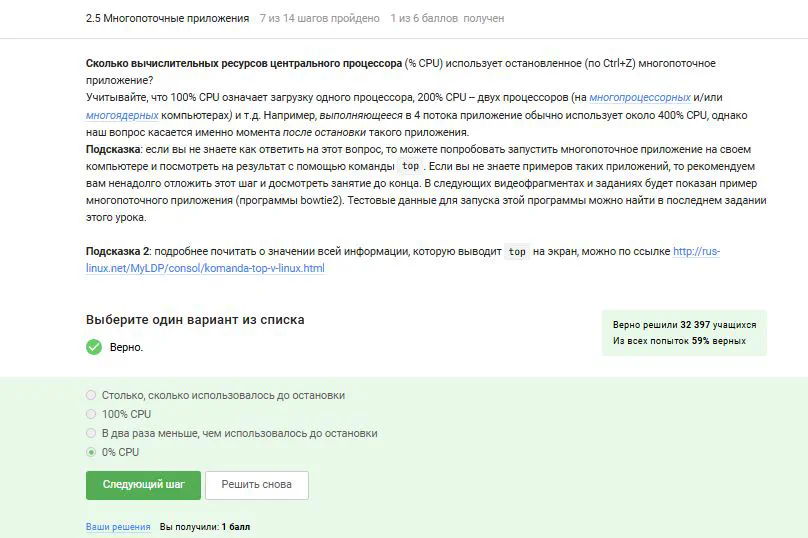 2.5 Многопоточные приложения 7 из 14 шагов пройдено 1 из 6 баллов получен
Сколько вычислительных ресурсов центрального процессора (% CPU) использует остановленное (по Ctrl+Z) многопоточное
приложение?
Учитывайте, что 100% CPU означает загрузку одного процессора, 200% CPU – двух процессоров (на многопроцессорных и/или
многоядерных компьютерах) и т.д. Например, выполняющееся в 4 потока приложение обычно использует около 400% CPU, однако
наш вопрос касается именно момента после остановки такого приложения.
Подсказка: если вы не знаете как ответить на этот вопрос, то можете попробовать запустить многопоточное приложение на своем
компьютере и посмотреть на результат с помощью команды top . Если вы не знаете примеров таких приложений, то рекомендуем
вам ненадолго отложить этот шаг и досмотреть занятие до конца. В следующих видеофрагментах и заданиях будет показан пример
многопоточного приложения (программы bowtie2). Тестовые данные для запуска этой программы можно найти в последнем задании
этого урока.
Подсказка 2: подробнее почитать о значении всей информации, которую выводит top на экран, можно по ссылке http://rus-
linux.net/MyLDP/consol/komanda-top-v-linux.html
Выберите один вариант из списка
Верно.
Верно решили 32 397 учащихся
Из всех попыток 59% верных
Столько, сколько использовалось до остановки
100% CPU
В два раза меньше, чем использовалось до остановки
0% CPU
Следующий шаг Решить снова
Ваши решения Вы получили: 1 балл